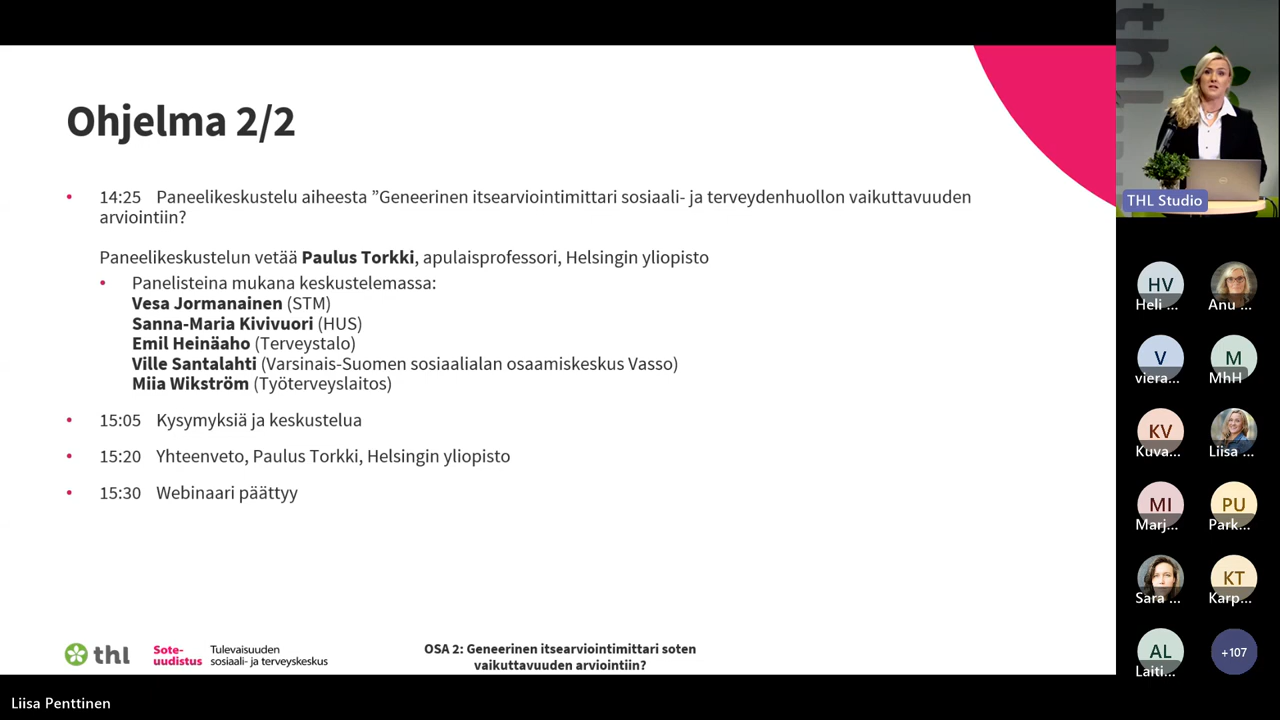 Ohjelma 2/2
• 14:25 Paneelikeskustelu aiheesta ”Geneerinen itsearviointimittari sosiaali- ja terveydenhuollon vaikuttavuuden
arviointiin?
Paneelikeskustelun vetää Paulus Torkki, apulaisprofessori, Helsingin yliopisto
• Panelisteina mukana keskustelemassa:
Vesa Jormanainen (STM)
Sanna-Maria Kivivuori (HUS)
Emil Heinäaho (Terveystalo)
Ville Santalahti (Varsinais-Suomen sosiaalialan osaamiskeskus Vasso)
Miia Wikström (Työterveyslaitos)
• 15:05 Kysymyksiä ja keskustelua
• 15:20 Yhteenveto, Paulus Torkki, Helsingin yliopisto
• 15:30 Webinaari päättyy
thl
Sote-
uudistus
Tulevaisuuden
sosiaali- ja terveyskeskus
OSA 2: Geneerinen itsearviointimittari soten
vaikuttavuuden arviointiin?
Liisa Penttinen
thl
THL Studio
HV
Heli ...
Anu ...
V
viera...
M
MhH
KV
Kuva...
Liisa ...
MI
Marj...
PU
Park...
Sara ...
KT
Karp...
AL
Laiti...
+107